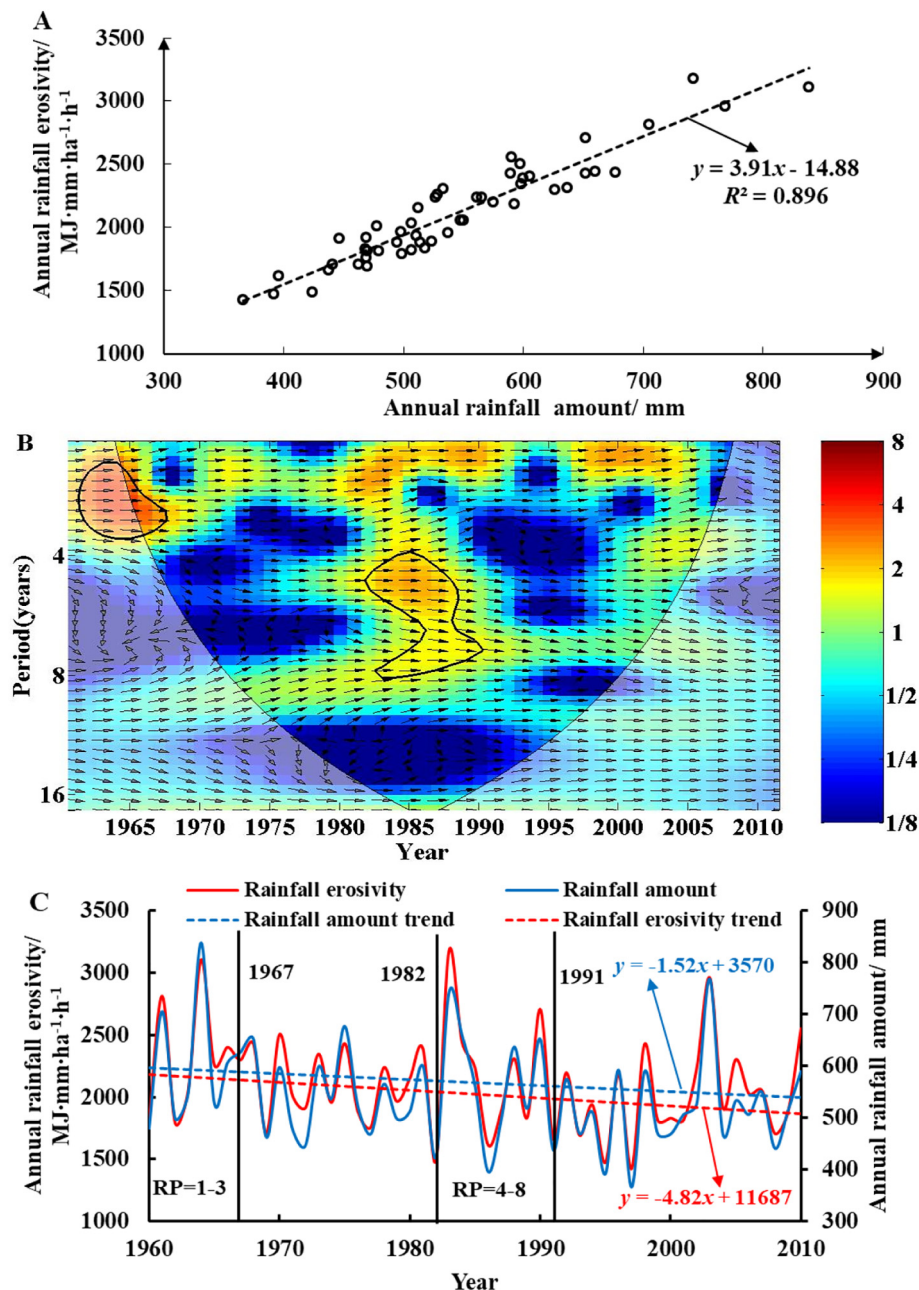 A
Annual rainfall erosivity/
MJ·mm·ha⁻¹·h⁻¹
3500
3000
2500
2000
1500
1000
y = 3.91x - 14.88
R² = 0.896
300 400 500 600 700 800 900
Annual rainfall amount/ mm
B
Period(years)
4
8
16
1965 1970 1975 1980 1985 1990 1995 2000 2005 2010
Year
8
4
2
1
1/2
1/4
1/8
C
Rainfall erosivity Rainfall amount
Rainfall amount trend Rainfall erosivity trend
Annual rainfall erosivity/
MJ·mm·ha⁻¹·h⁻¹
3500
3000
2500
2000
1500
1000
1967
1982
1991
y = -1.52x + 3570
RP=1-3
RP=4-8
y = -4.82x + 11687
900
800
700
600
500
400
300
Annual rainfall amount/ mm
1960 1970 1980 1990 2000 2010
Year